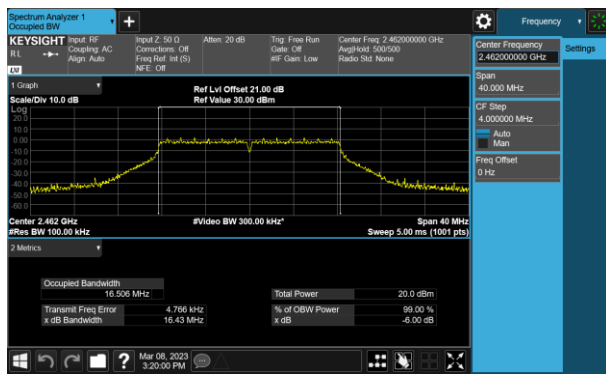 Spectrum Analyzer 1
Occupied BW
Frequency
KEYSIGHT
Input: RF
Coupling: AC
Align: Auto
Input Z: 50 Ω
Corrections: Off
Freq Ref: Int (S)
NFE: Off
Atten: 20 dB
Trig: Free Run
Gate: Off
#IF Gain: Low
Center Freq: 2.462000000 GHz
Avg|Hold: 500/500
Radio Std: None
RL
LXI
Center Frequency
2.462000000 GHz
Settings
Span
40.000 MHz
CF Step
4.000000 MHz
Auto
Man
Freq Offset
0 Hz
1 Graph
Scale/Div 10.0 dB
Ref Lvl Offset 21.00 dB
Ref Value 30.00 dBm
Log
20.0
10.0
0.00
-10.0
-20.0
-30.0
-40.0
-50.0
-60.0
Center 2.462 GHz
#Video BW 300.00 kHz*
Span 40 MHz
#Res BW 100.00 kHz
Sweep 5.00 ms (1001 pts)
2 Metrics
Occupied Bandwidth
16.506 MHz
Total Power 20.0 dBm
Transmit Freq Error 4.766 kHz
% of OBW Power 99.00 %
x dB Bandwidth 16.43 MHz
x dB -6.00 dB
?
Mar 08, 2023
3:20:00 PM